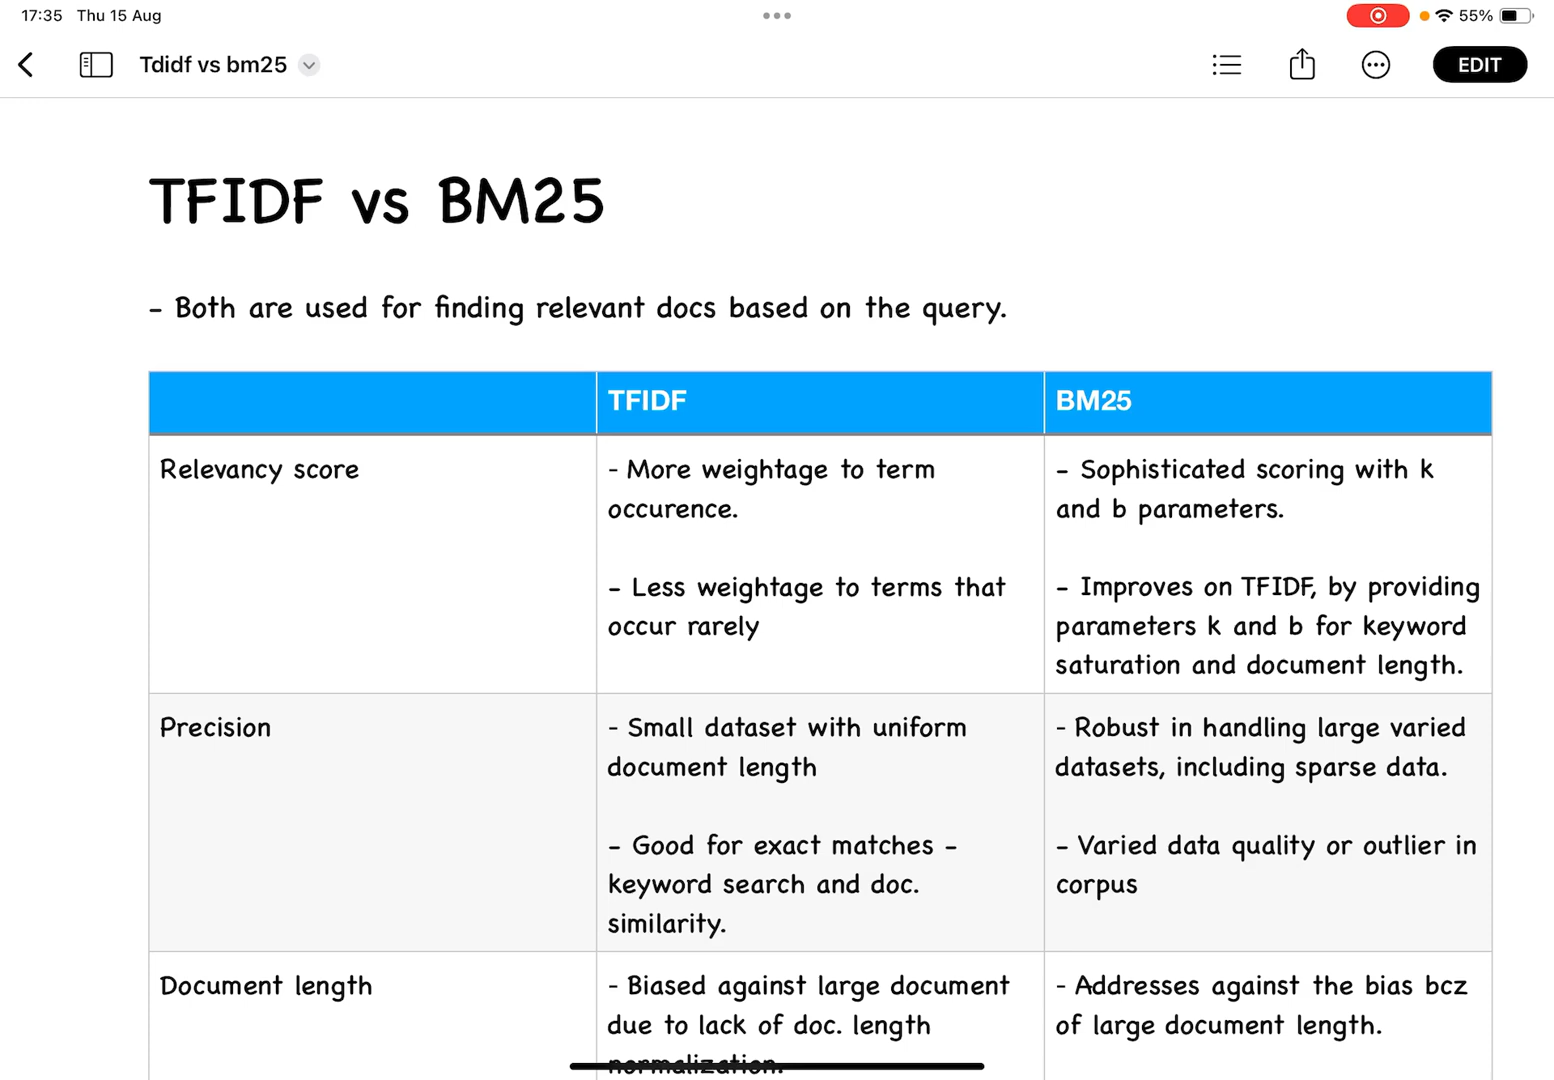 17:35 Thu 15 Aug
55%
Tdidf vs bm25
EDIT
TFIDF vs BM25
- Both are used for finding relevant docs based on the query.
TFIDF
BM25
Relevancy score
- More weightage to term
occurence.
- Less weightage to terms that
occur rarely
- Sophisticated scoring with k
and b parameters.
- Improves on TFIDF, by providing
parameters k and b for keyword
saturation and document length.
Precision
- Small dataset with uniform
document length
- Good for exact matches -
keyword search and doc.
similarity.
- Robust in handling large varied
datasets, including sparse data.
- Varied data quality or outlier in
corpus
Document length
- Biased against large document
due to lack of doc. length
normalization.
- Addresses against the bias bcz
of large document length.